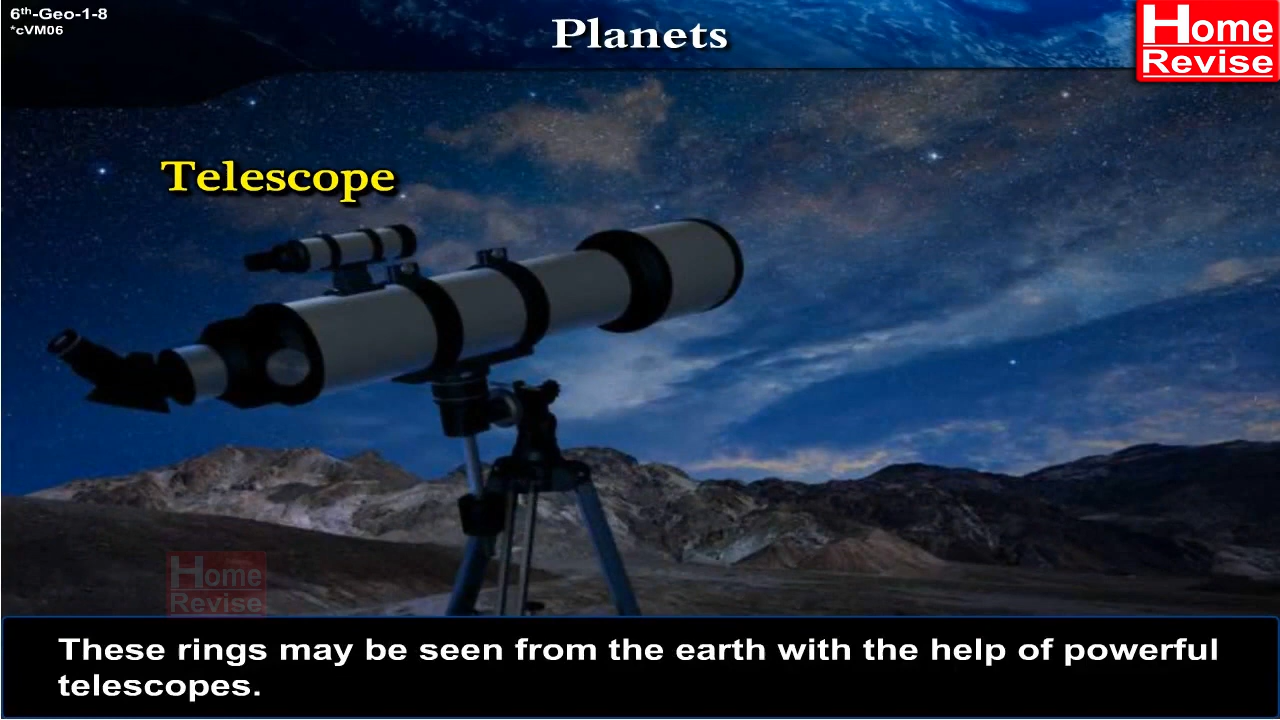 6th-Geo-1-8
*cVM06
Planets
Home
Revise
Telescope
Home
Revise
These rings may be seen from the earth with the help of powerful
telescopes.